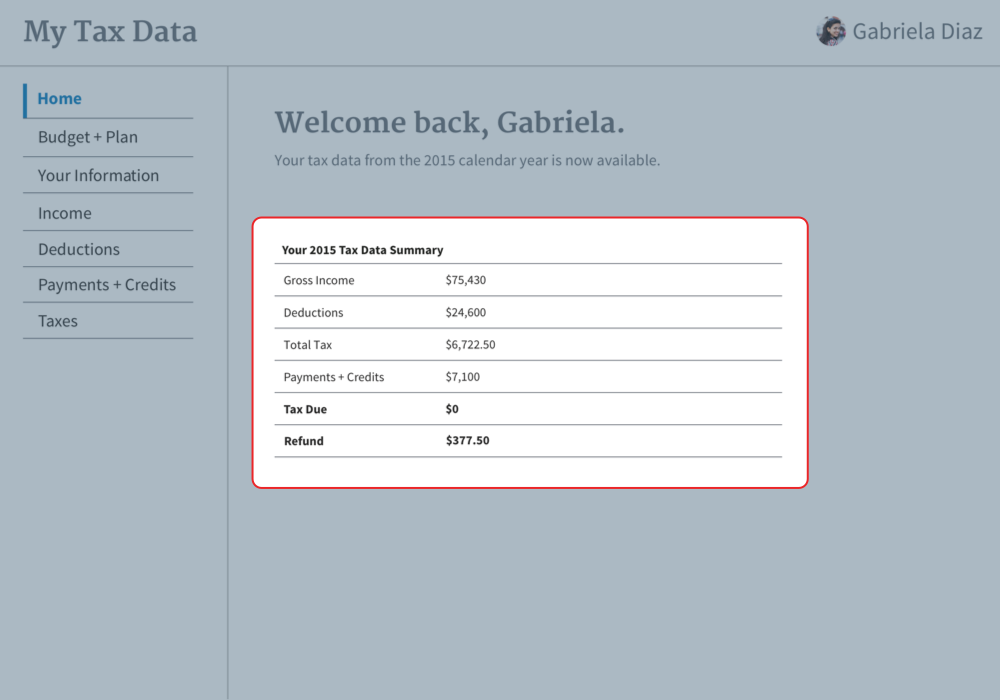 My Tax Data
Gabriela Diaz
Home
Budget + Plan
Your Information
Income
Deductions
Payments + Credits
Taxes
Welcome back, Gabriela.
Your tax data from the 2015 calendar year is now available.
Your 2015 Tax Data Summary
Gross Income $75,430
Deductions $24,600
Total Tax $6,722.50
Payments + Credits $7,100
Tax Due $0
Refund $377.50